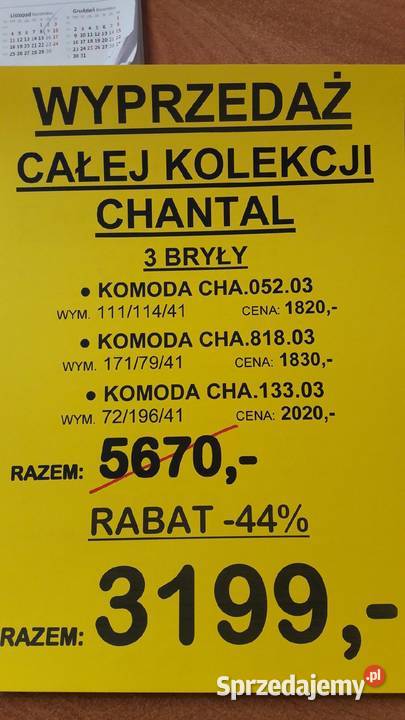 Listopad Grudzień
WYPRZEDAŻ
CAŁEJ KOLEKCJI
CHANTAL
3 BRYŁY
● KOMODA CHA.052.03
WYM. 111/114/41 CENA: 1820,-
● KOMODA CHA.818.03
WYM. 171/79/41 CENA: 1830,-
● KOMODA CHA.133.03
WYM. 72/196/41 CENA: 2020,-
RAZEM: 5670,-
RABAT -44%
RAZEM: 3199,-
Sprzedajemy.pl